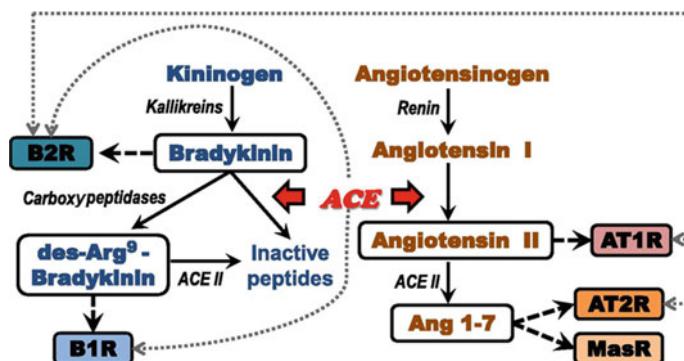 Kininogen
Kallikreins
B2R
Bradykinin
Carboxypeptidases
des-Arg⁹ -
Bradykinin
ACE II
Inactive
peptides
B1R
ACE
Angiotensinogen
Renin
Angiotensin I
Angiotensin II
AT1R
ACE II
Ang 1-7
AT2R
MasR